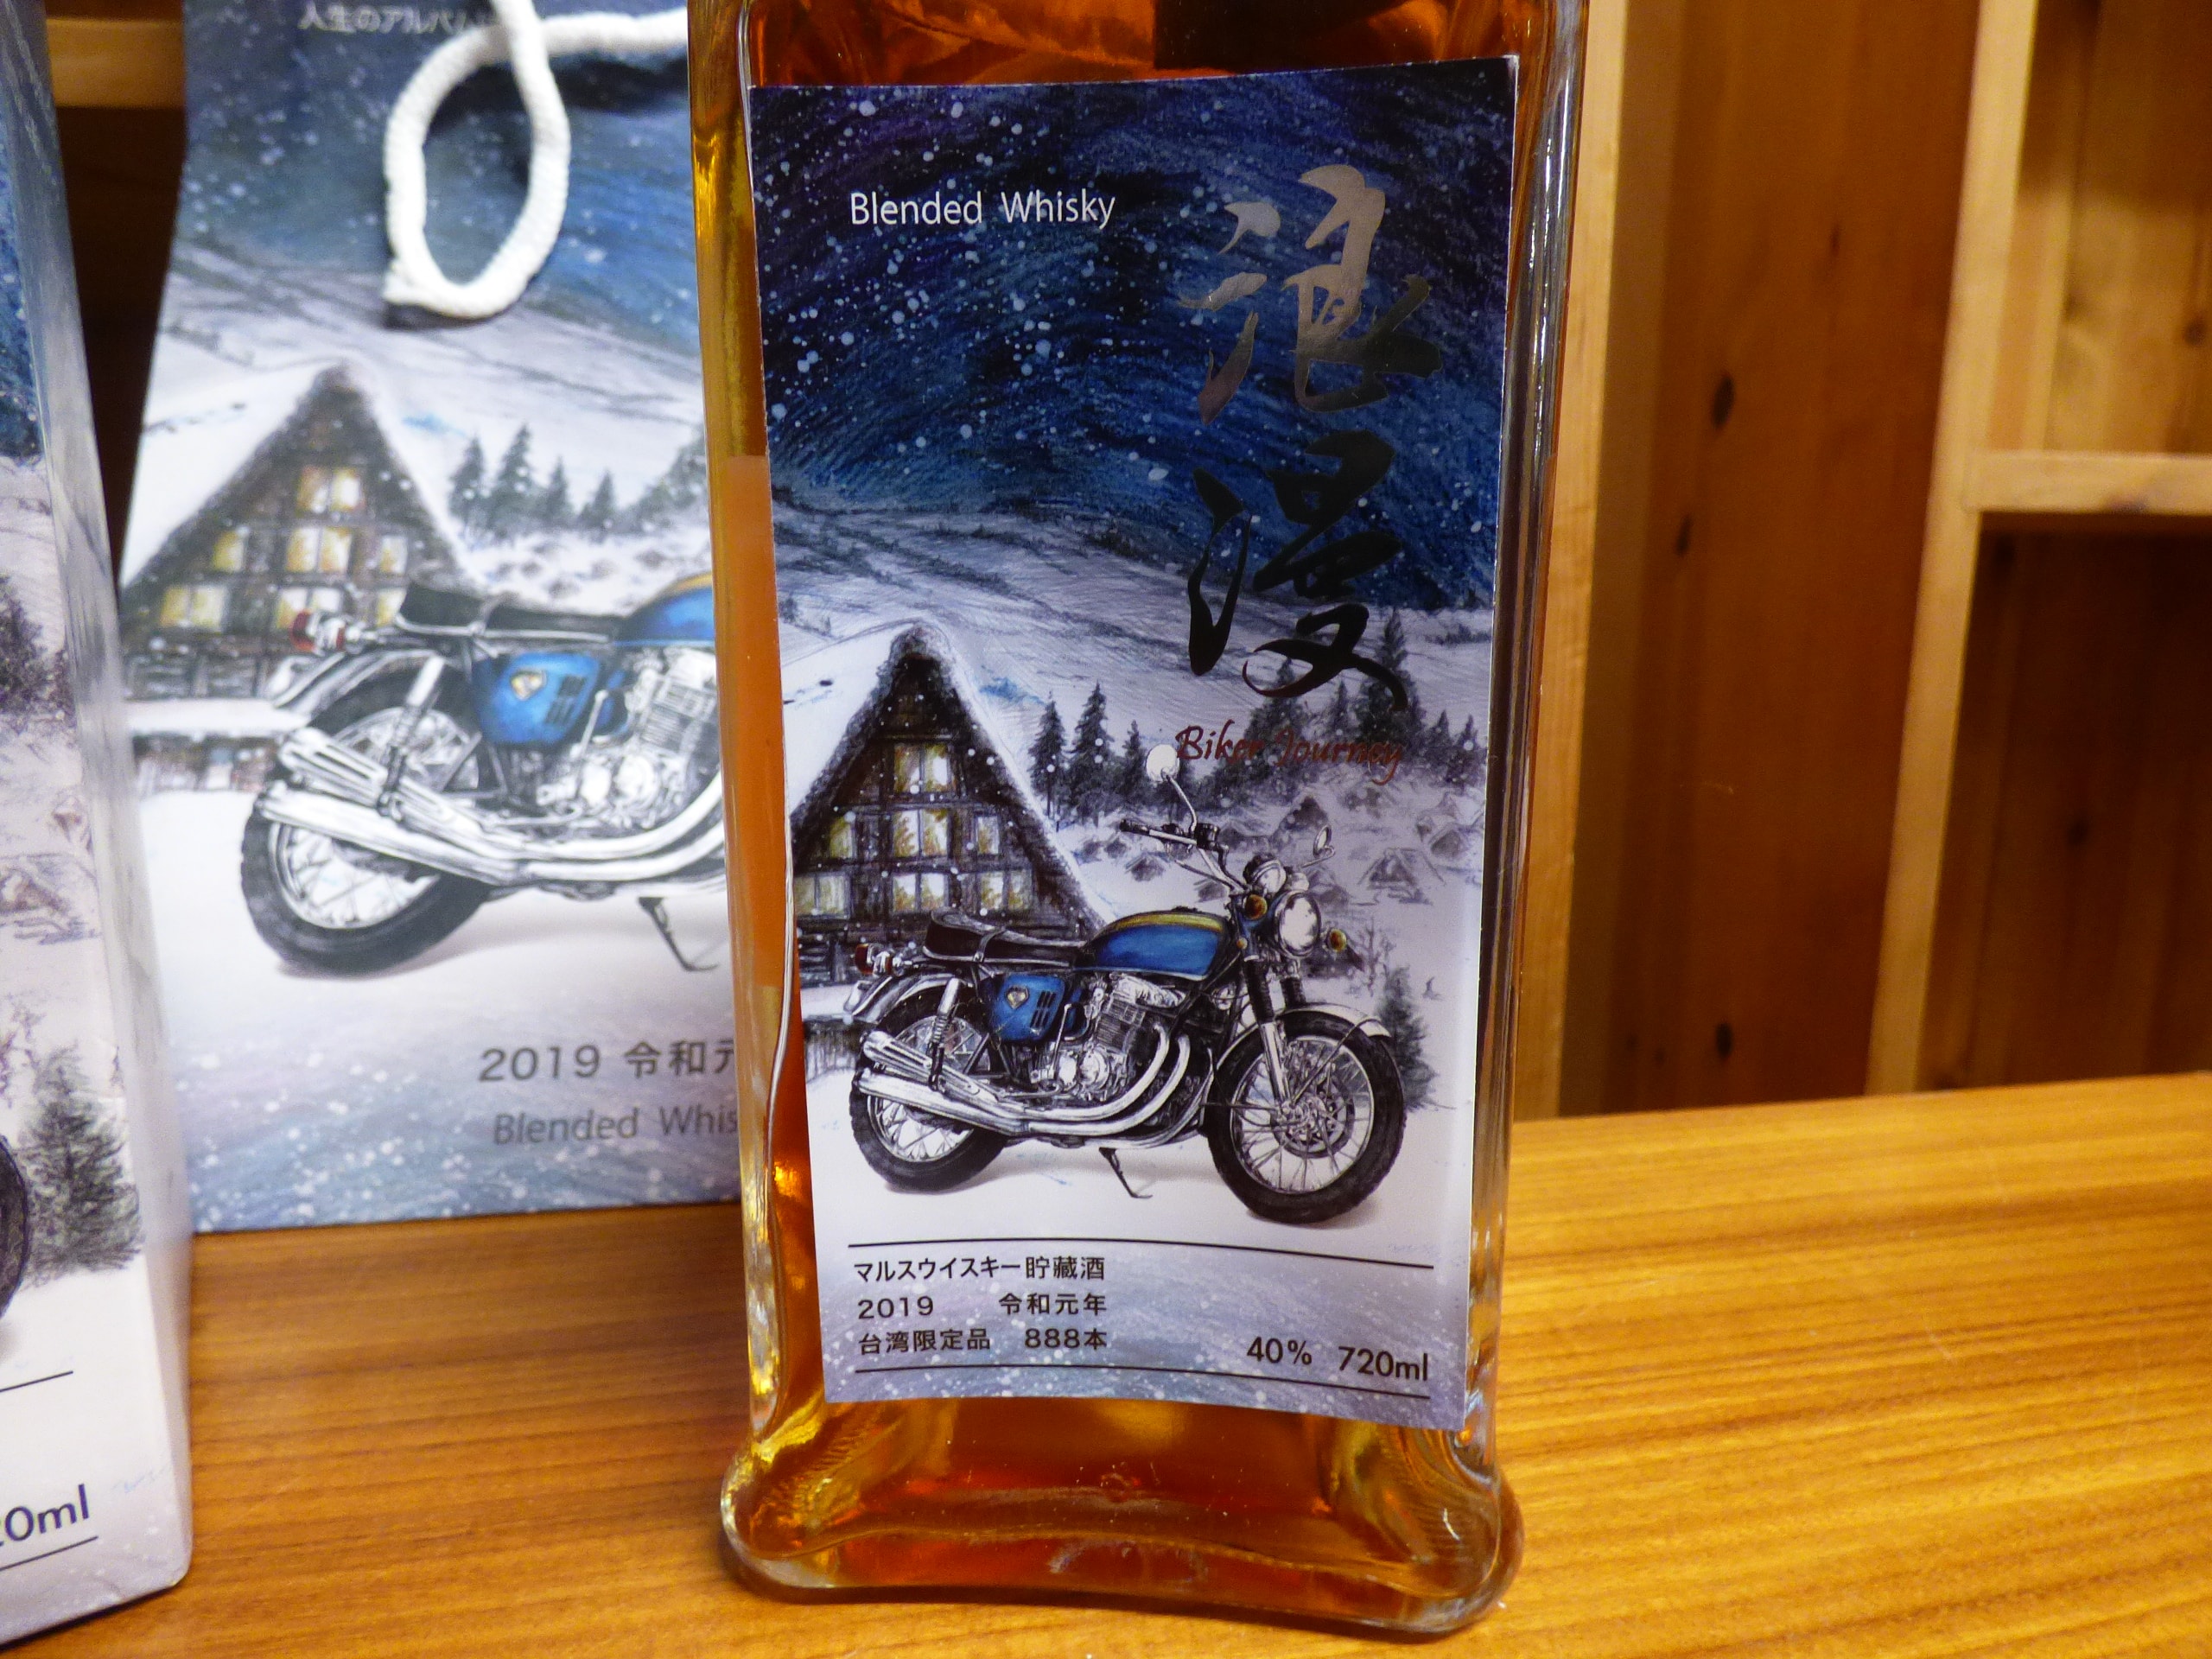 人生のアルバム
Blended Whisky
浪漫
Biker Journey
2019 令和元
Blended Whis
マルスウイスキー貯蔵酒
2019 令和元年
台湾限定品 888本
40% 720ml
0ml